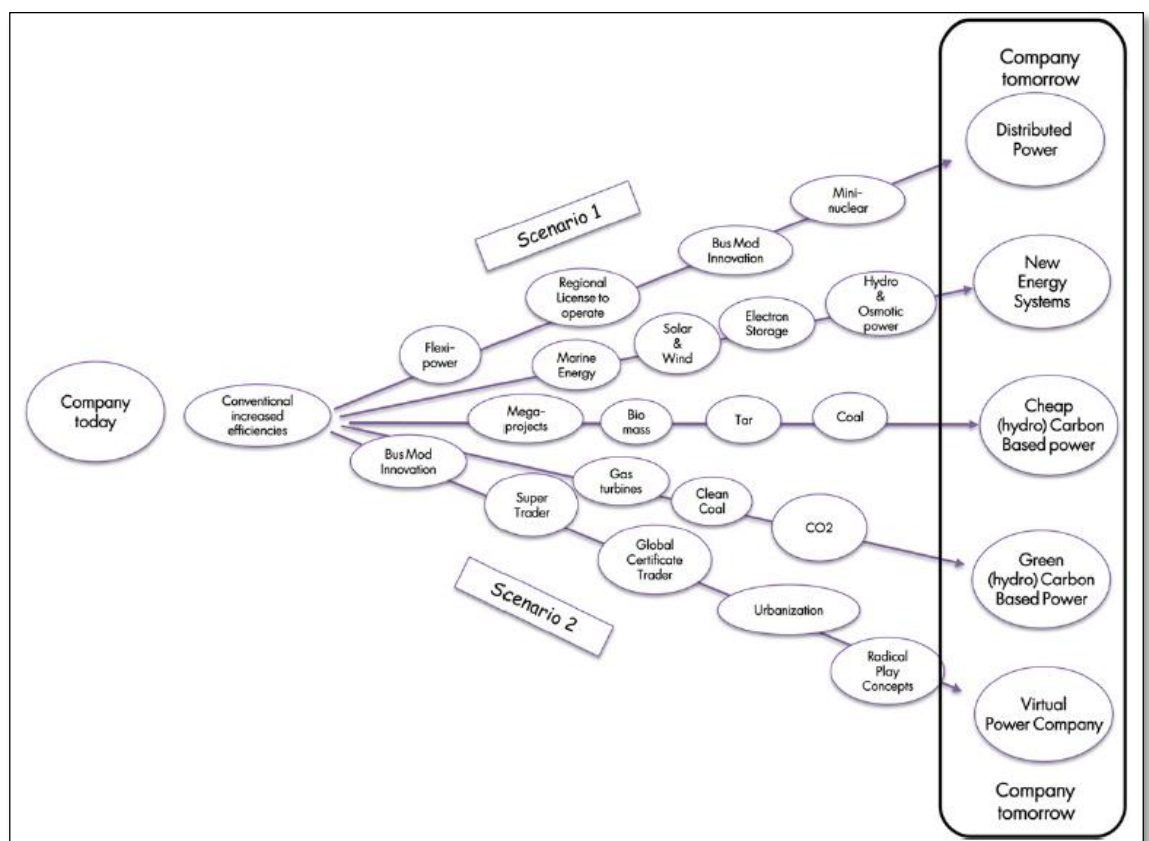 Company
tomorrow
Distributed
Power
Mini-
nuclear
Scenario 1
Bus Mod
Innovation
New
Energy
Systems
Regional
License to
operate
Hydro
&
Osmotic
power
Electron
Storage
Solar
&
Wind
Flexi-
power
Marine
Energy
Company
today
Conventional
increased
efficiencies
Mega-
projects
Bio
mass
Tar
Coal
Cheap
(hydro) Carbon
Based power
Bus Mod
Innovation
Gas
turbines
Super
Trader
Clean
Coal
CO2
Global
Certificate
Trader
Green
(hydro) Carbon
Based Power
Scenario 2
Urbanization
Radical
Play
Concepts
Virtual
Power Company
Company
tomorrow